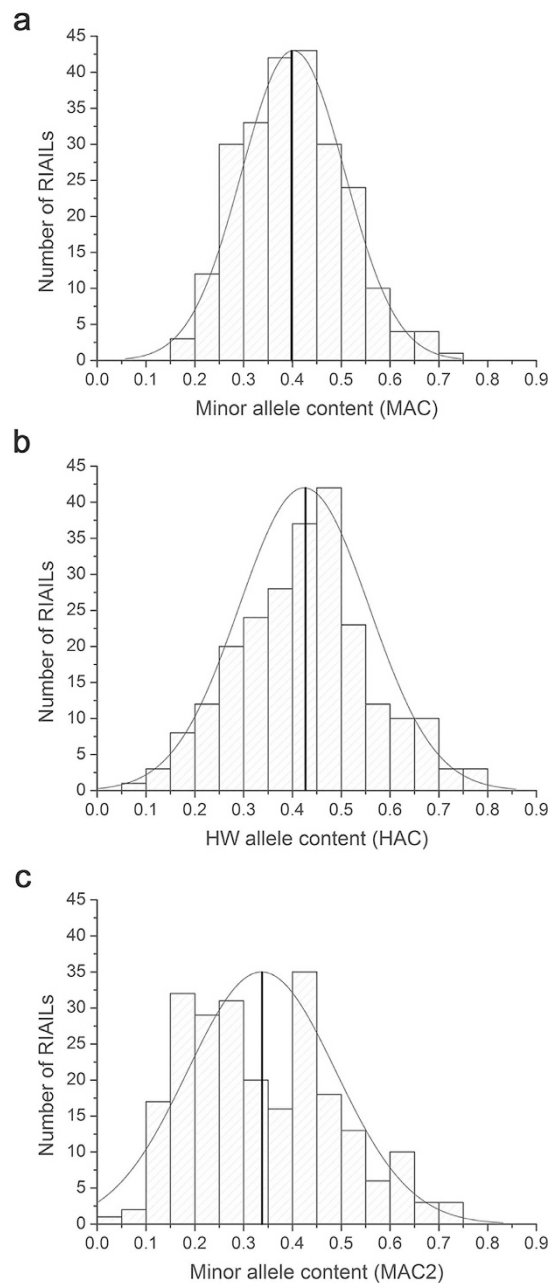 a
45
40
35
30
25
20
15
10
5
0
Number of RIAILs
0.0 0.1 0.2 0.3 0.4 0.5 0.6 0.7 0.8 0.9
Minor allele content (MAC)
b
45
40
35
30
25
20
15
10
5
0
Number of RIAILs
0.0 0.1 0.2 0.3 0.4 0.5 0.6 0.7 0.8 0.9
HW allele content (HAC)
c
45
40
35
30
25
20
15
10
5
0
Number of RIAILs
0.0 0.1 0.2 0.3 0.4 0.5 0.6 0.7 0.8 0.9
Minor allele content (MAC2)